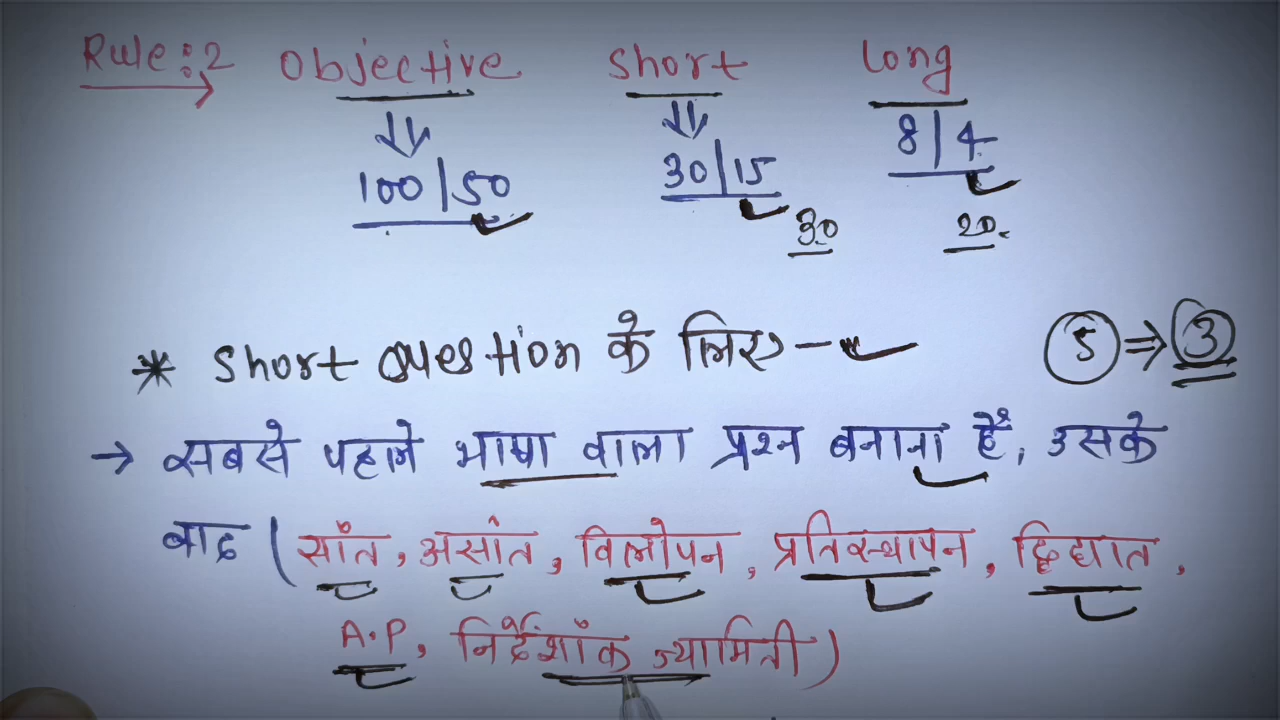 Rule:2 Objective Short Long
100|50 30|15 8|4
30 20.
* Short Question के लिए - 5 ⇒ 3
→ सबसे पहले भाषा वाला प्रश्न बनाना है, उसके
बाद (साँत, असांत, विलोपन, प्रतिस्थापन, द्विघात,
A.P, निर्देशाँक ज्यामिती)